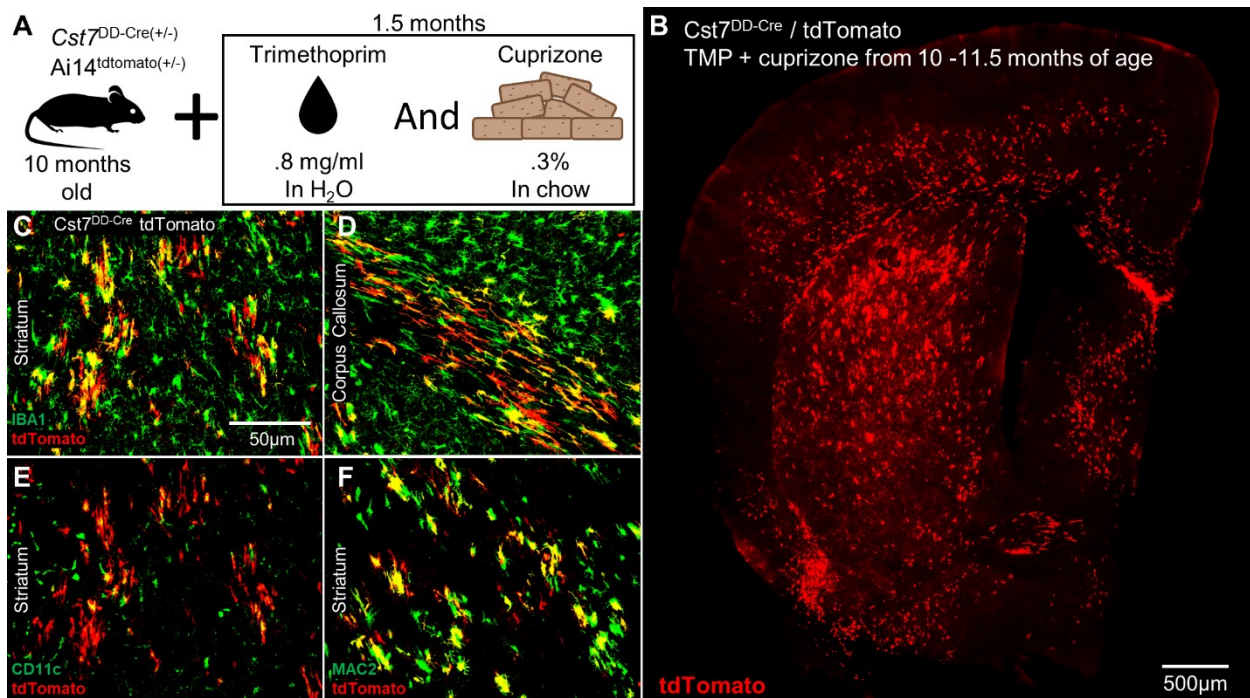 A
Cst7DD-Cre(+/-)
Ai14tdtomato(+/-)
10 months
old
1.5 months
Trimethoprim
.8 mg/ml
In H2O
And
Cuprizone
.3%
In chow
B
Cst7DD-Cre / tdTomato
TMP + cuprizone from 10 -11.5 months of age
tdTomato
500µm
C
Cst7DD-Cre tdTomato
Striatum
IBA1
tdTomato
50µm
D
Corpus Callosum
E
Striatum
CD11c
tdTomato
F
Striatum
MAC2
tdTomato